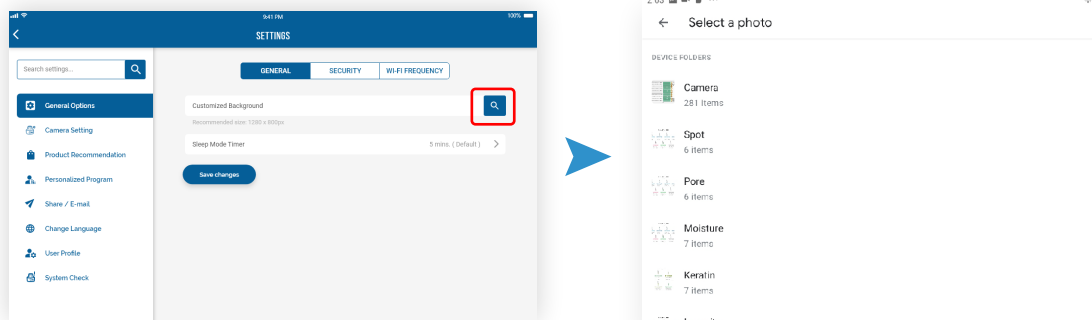 9:41 PM
100%
SETTINGS
Search settings...
GENERAL
SECURITY
WI-FI FREQUENCY
General Options
Camera Setting
Product Recommendation
Personalized Program
Share / E-mail
Change Language
User Profile
System Check
Customized Background
Recommended size: 1280 x 800px
Sleep Mode Timer
5 mins. ( Default )
Save changes
Select a photo
DEVICE FOLDERS
Camera
281 items
Spot
6 items
Pore
6 items
Moisture
7 items
Keratin
7 items